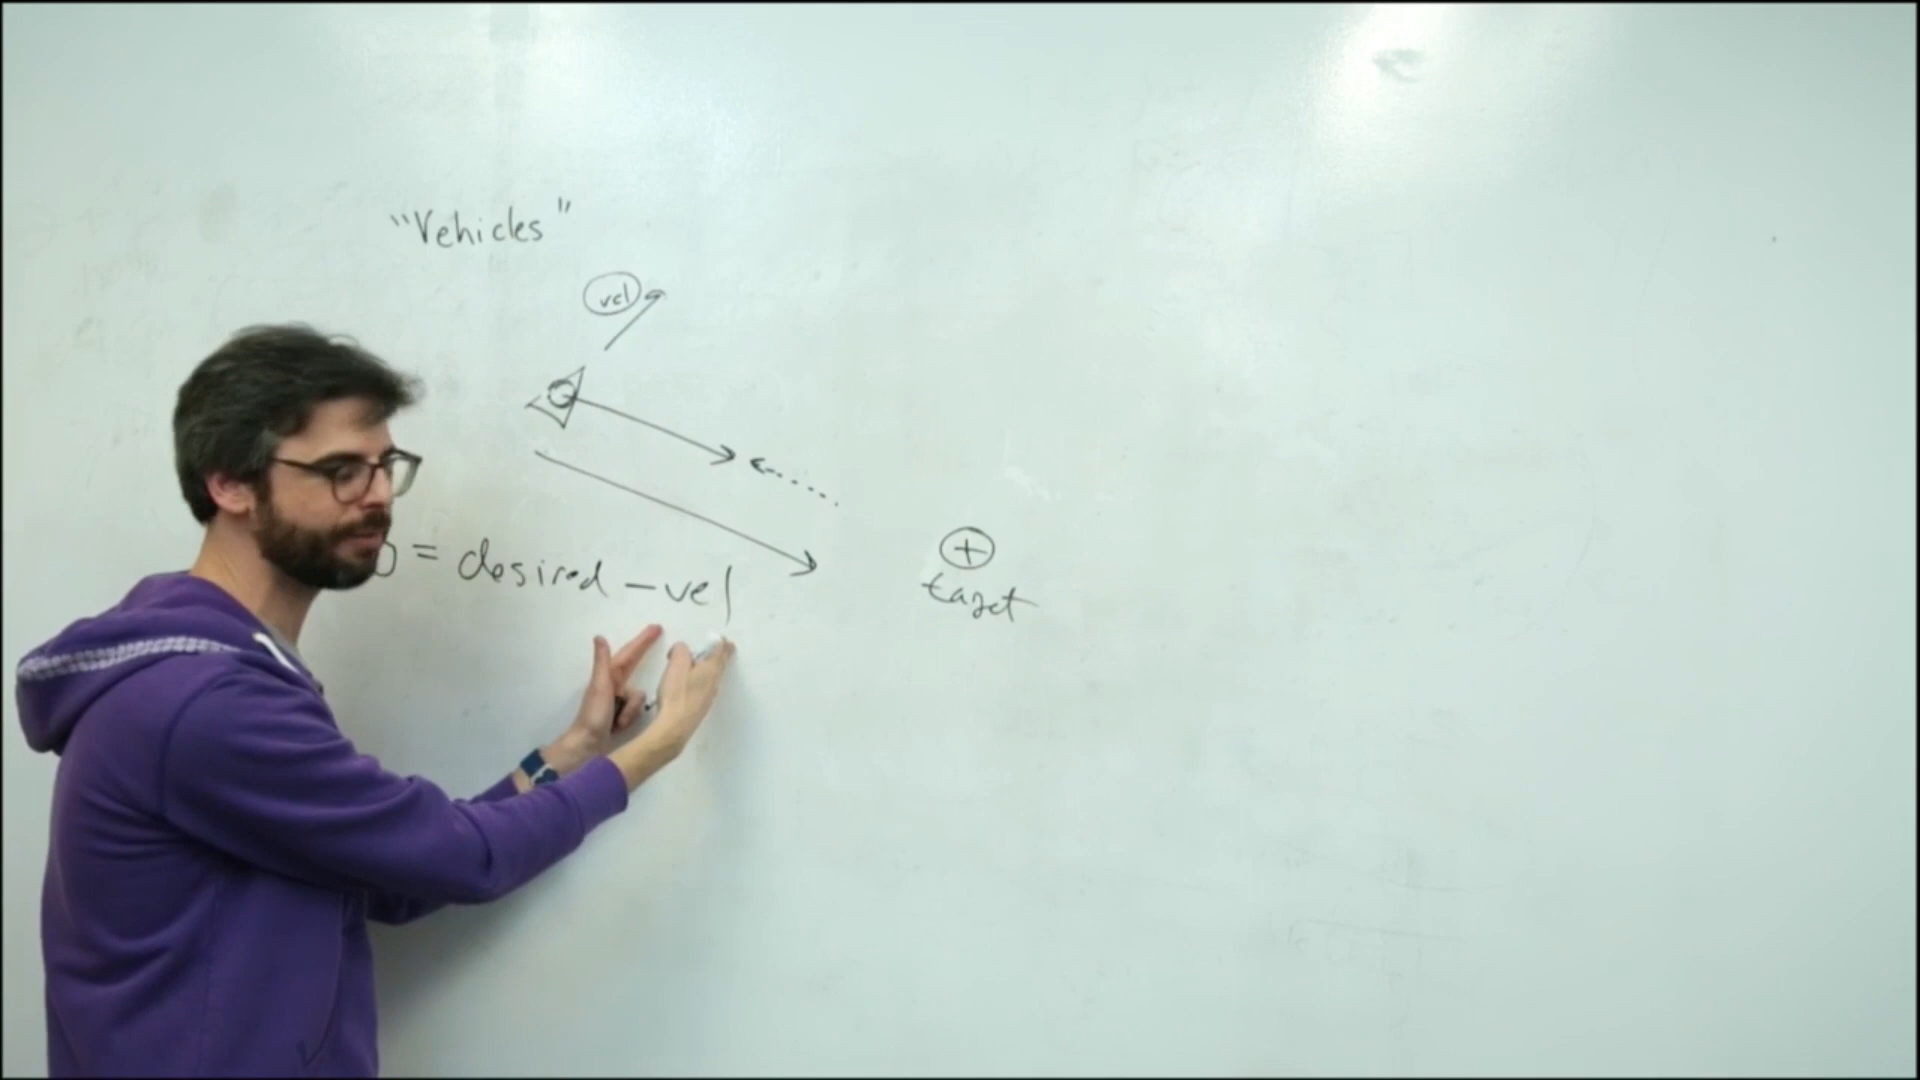 "Vehicles"
vel
= desired - vel
+
target